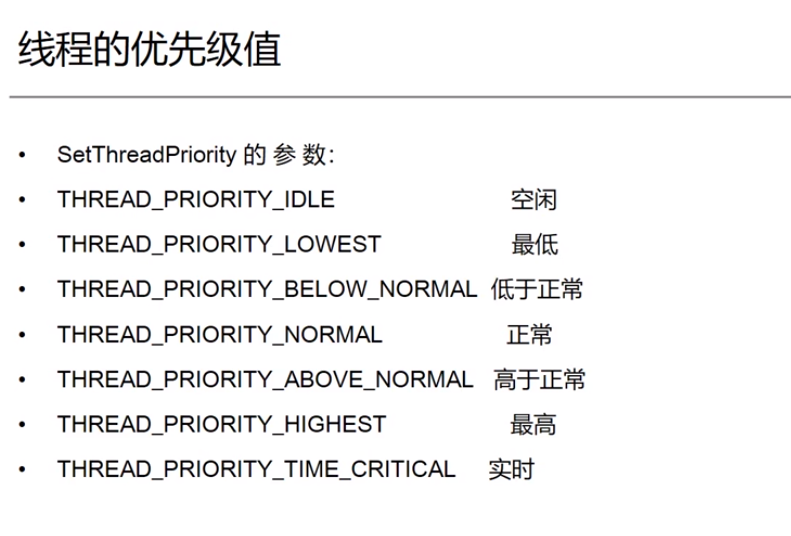 线程的优先级值
• SetThreadPriority 的 参 数：
• THREAD_PRIORITY_IDLE 空闲
• THREAD_PRIORITY_LOWEST 最低
• THREAD_PRIORITY_BELOW_NORMAL 低于正常
• THREAD_PRIORITY_NORMAL 正常
• THREAD_PRIORITY_ABOVE_NORMAL 高于正常
• THREAD_PRIORITY_HIGHEST 最高
• THREAD_PRIORITY_TIME_CRITICAL 实时